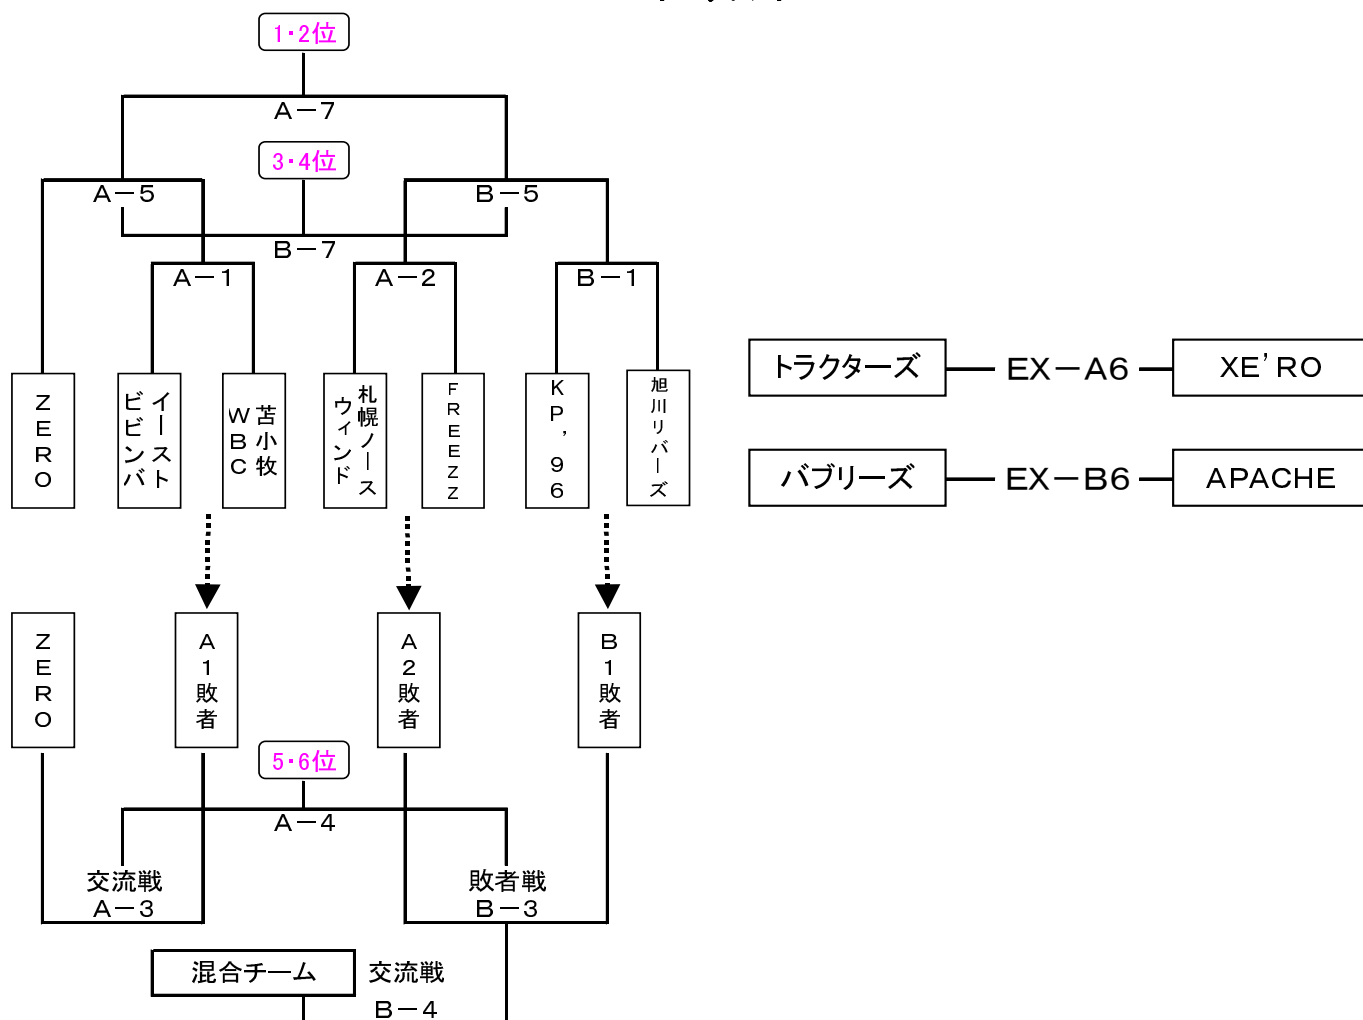 1・2位
A－7
3・4位
A－5
B－5
B－7
A－1
A－2
B－1
ZERO
イースト
ビビンバ
苫小牧
WBC
札幌ノース
ウィンド
FREEZZ
KP,96
旭川リバーズ
トラクターズ
EX－A6
XE'RO
バブリーズ
EX－B6
APACHE
ZERO
A1敗者
A2敗者
B1敗者
5・6位
A－4
交流戦
A－3
敗者戦
B－3
混合チーム
交流戦
B－4